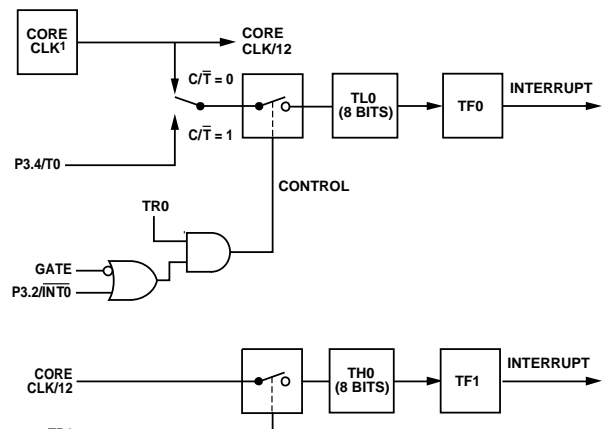 CORE
CLK1
CORE
CLK/12
C/T̅ = 0
C/T̅ = 1
P3.4/T0
TL0
(8 BITS)
TF0
INTERRUPT
CONTROL
TR0
GATE
P3.2/I̅N̅T̅0̅
CORE
CLK/12
TH0
(8 BITS)
TF1
INTERRUPT